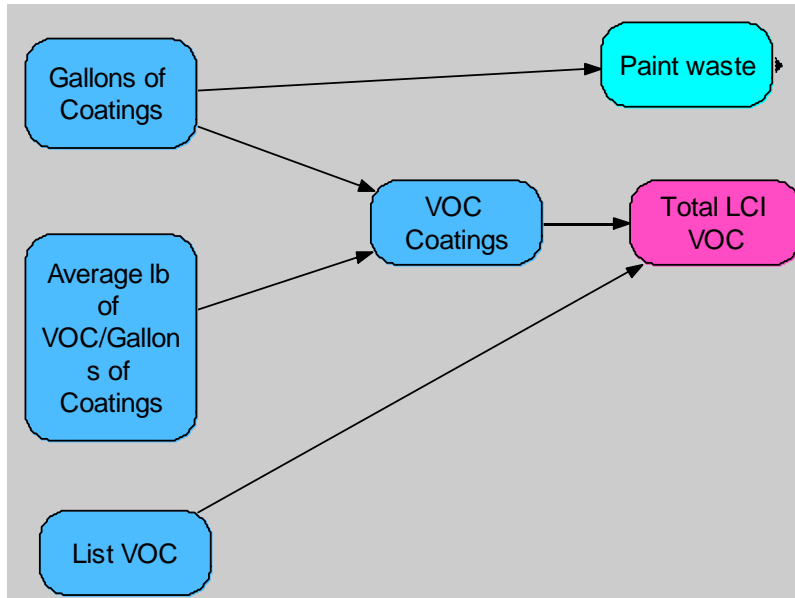 Gallons of
Coatings
Paint waste
VOC
Coatings
Total LCI
VOC
Average lb
of
VOC/Gallon
s of
Coatings
List VOC